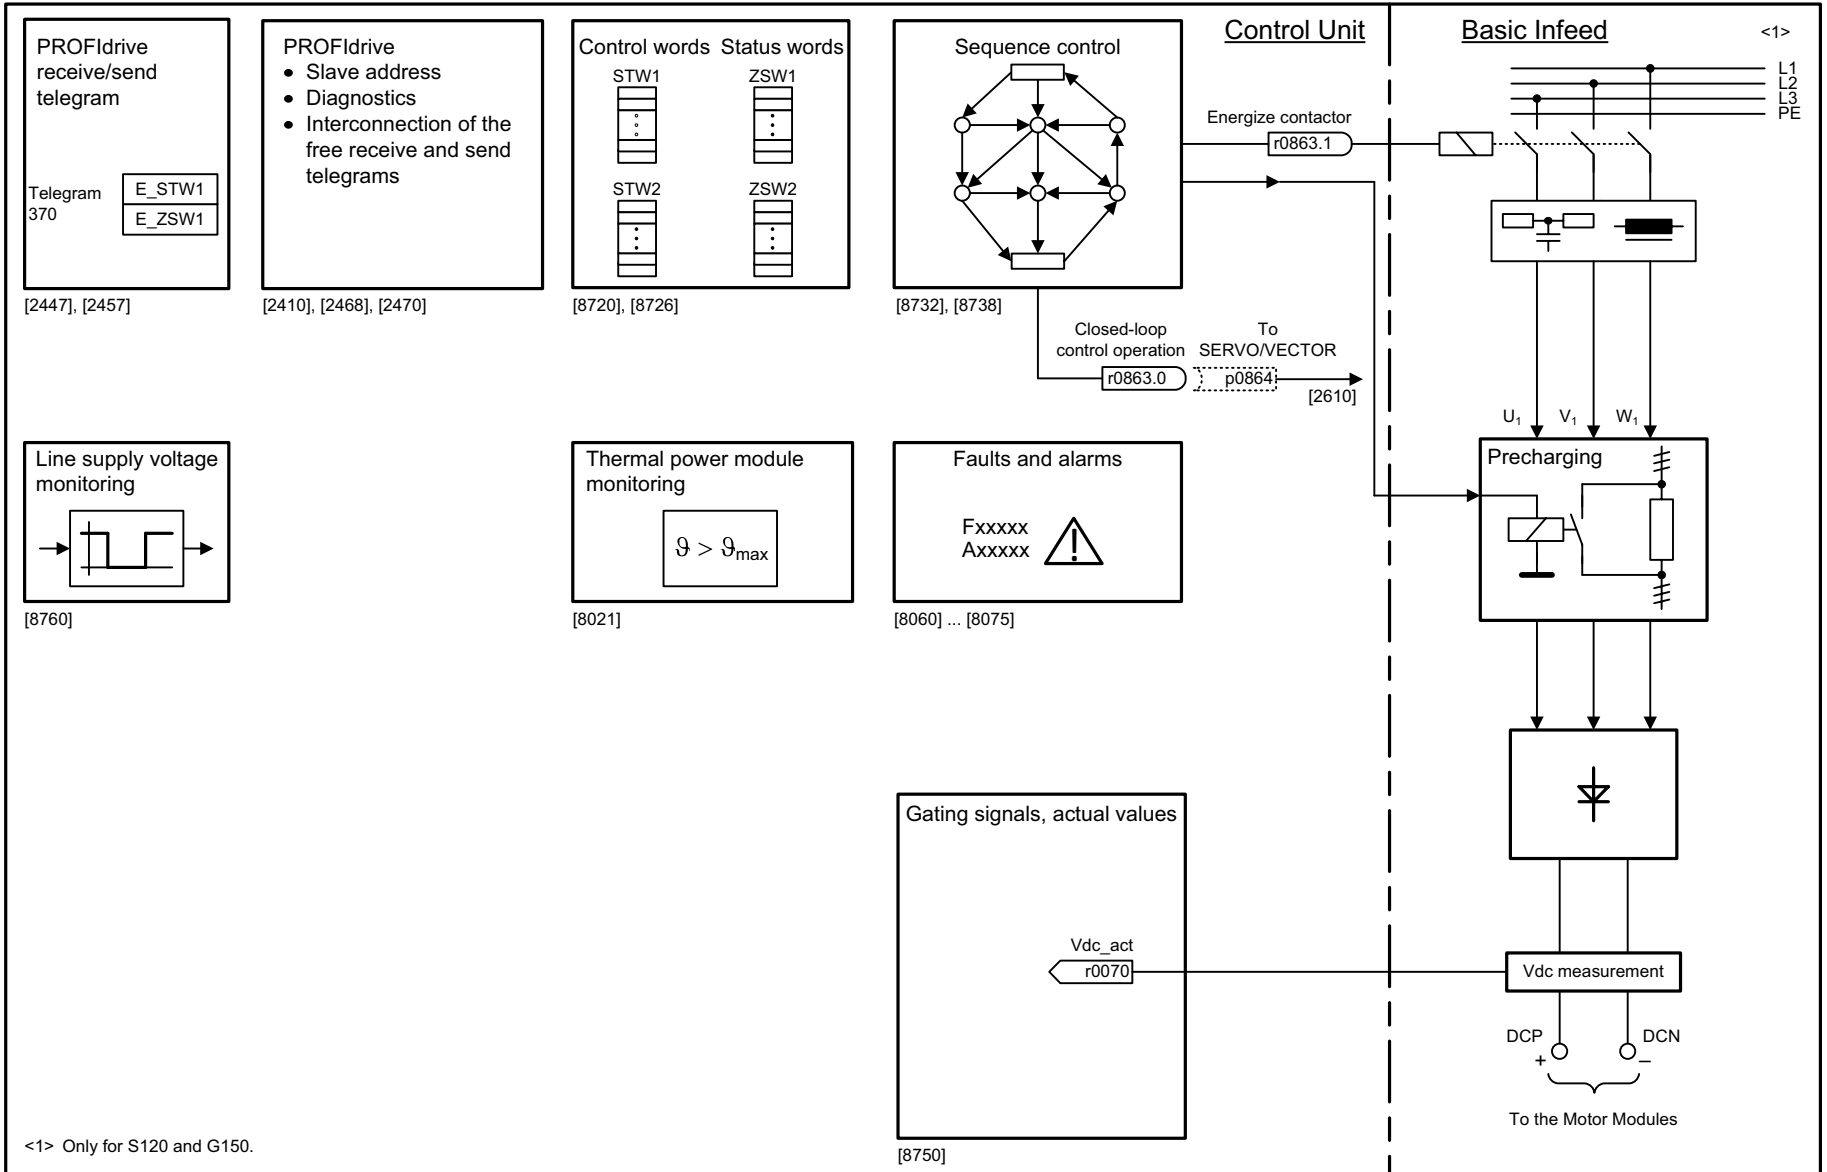 PROFIdrive
receive/send
telegram
Telegram
370
E_STW1
E_ZSW1
[2447], [2457]
PROFIdrive
• Slave address
• Diagnostics
• Interconnection of the
free receive and send
telegrams
[2410], [2468], [2470]
Control words Status words
STW1 ZSW1
STW2 ZSW2
[8720], [8726]
Sequence control
[8732], [8738]
Control Unit
Basic Infeed
<1>
L1
L2
L3
PE
Energize contactor
r0863.1
Closed-loop
control operation
r0863.0
To
SERVO/VECTOR
p0864
[2610]
U1 V1 W1
Precharging
Line supply voltage
monitoring
[8760]
Thermal power module
monitoring
ϑ > ϑmax
[8021]
Faults and alarms
Fxxxxx
Axxxxx
!
[8060] ... [8075]
Gating signals, actual values
Vdc_act
r0070
[8750]
Vdc measurement
DCP DCN
+ –
To the Motor Modules
<1> Only for S120 and G150.